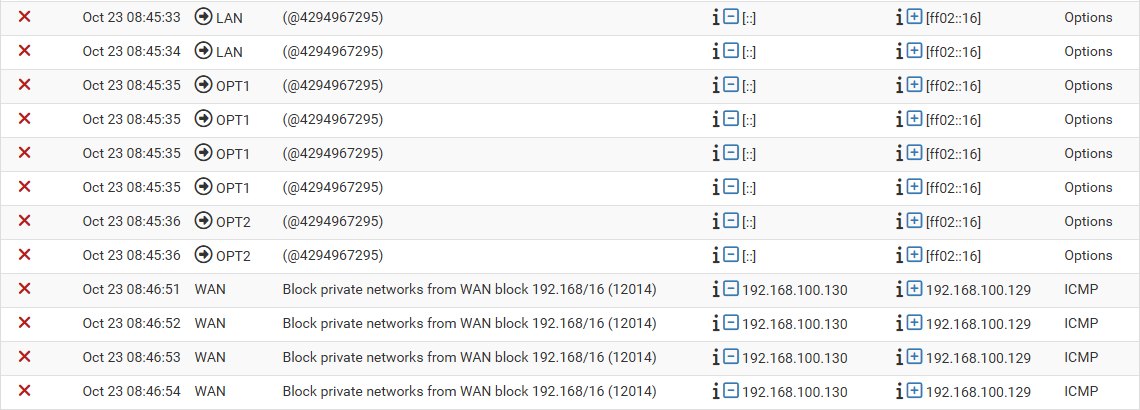 Oct 23 08:45:33 LAN (@4294967295) [::] [ff02::16] Options
Oct 23 08:45:34 LAN (@4294967295) [::] [ff02::16] Options
Oct 23 08:45:35 OPT1 (@4294967295) [::] [ff02::16] Options
Oct 23 08:45:35 OPT1 (@4294967295) [::] [ff02::16] Options
Oct 23 08:45:35 OPT1 (@4294967295) [::] [ff02::16] Options
Oct 23 08:45:35 OPT1 (@4294967295) [::] [ff02::16] Options
Oct 23 08:45:36 OPT2 (@4294967295) [::] [ff02::16] Options
Oct 23 08:45:36 OPT2 (@4294967295) [::] [ff02::16] Options
Oct 23 08:46:51 WAN Block private networks from WAN block 192.168/16 (12014) 192.168.100.130 192.168.100.129 ICMP
Oct 23 08:46:52 WAN Block private networks from WAN block 192.168/16 (12014) 192.168.100.130 192.168.100.129 ICMP
Oct 23 08:46:53 WAN Block private networks from WAN block 192.168/16 (12014) 192.168.100.130 192.168.100.129 ICMP
Oct 23 08:46:54 WAN Block private networks from WAN block 192.168/16 (12014) 192.168.100.130 192.168.100.129 ICMP